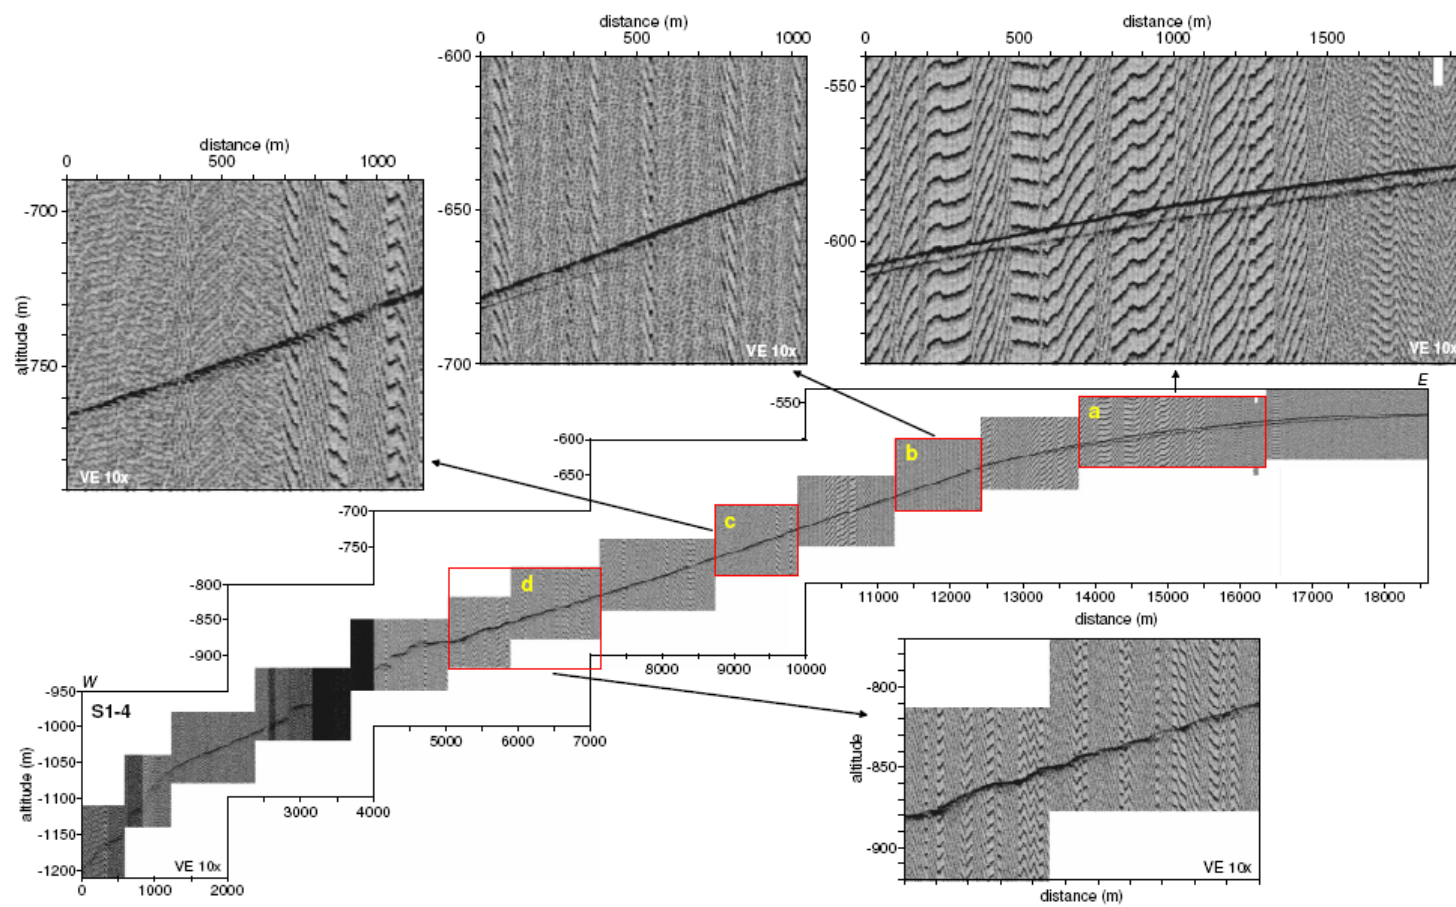 distance (m)
0 500 1000
-600
-650
-700
VE 10x
distance (m)
0 500 1000 1500
-550
-600
VE 10x
distance (m)
0 500 1000
-700
-750
altitude (m)
VE 10x
E
-550
a
-600
-650
b
-700
-750
c
-800
-850
-900
d
11000 12000 13000 14000 15000 16000 17000 18000
distance (m)
8000 9000 10000
W
-950
S1-4
-1000
-1050
-1100
-1150
-1200
altitude (m)
5000 6000 7000
3000 4000
VE 10x
0 1000 2000
-800
-850
-900
altitude
VE 10x
distance (m)